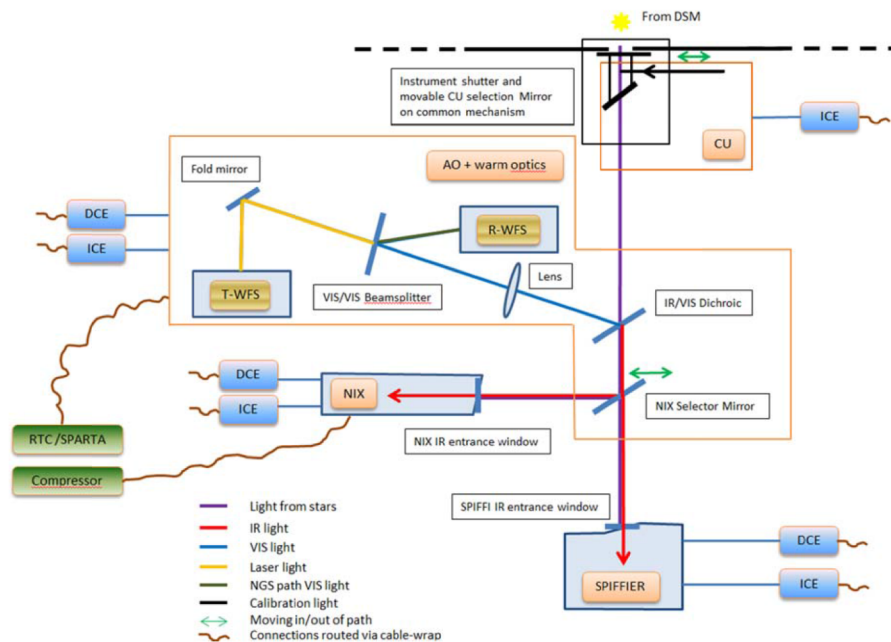 From DSM
Instrument shutter and
movable CU selection Mirror
on common mechanism
CU
ICE
Fold mirror
AO + warm optics
DCE
ICE
R-WFS
T-WFS
VIS/VIS Beamsplitter
Lens
IR/VIS Dichroic
DCE
ICE
NIX
NIX Selector Mirror
NIX IR entrance window
RTC/SPARTA
Compressor
SPIFFI IR entrance window
Light from stars
IR light
VIS light
Laser light
NGS path VIS light
Calibration light
Moving in/out of path
Connections routed via cable-wrap
DCE
SPIFFIER
ICE